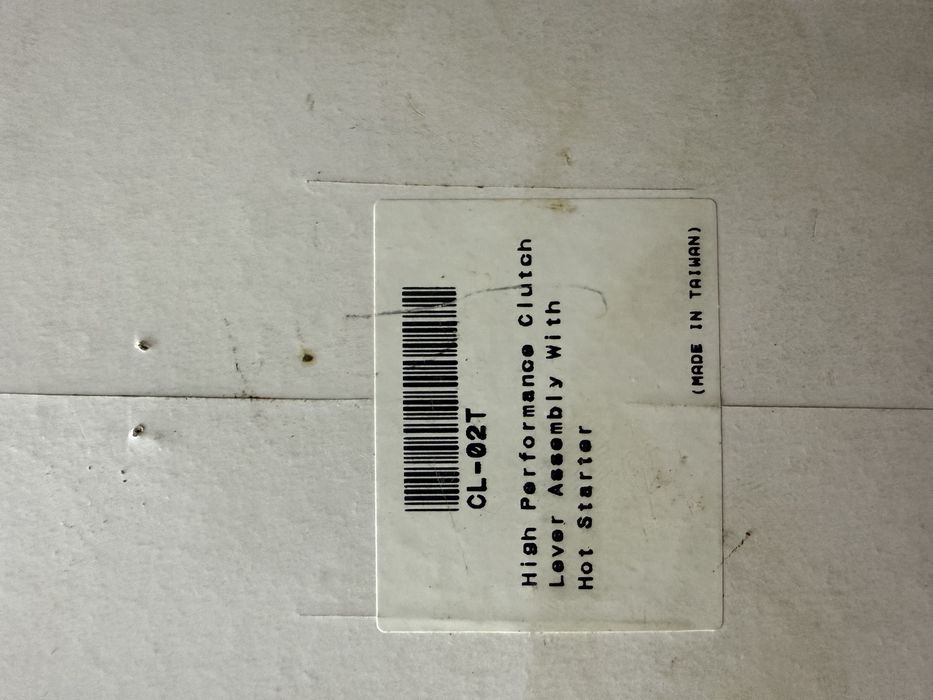 CL-02T
High Performance Clutch
Lever Assembly With
Hot Starter
(MADE IN TAIWAN)